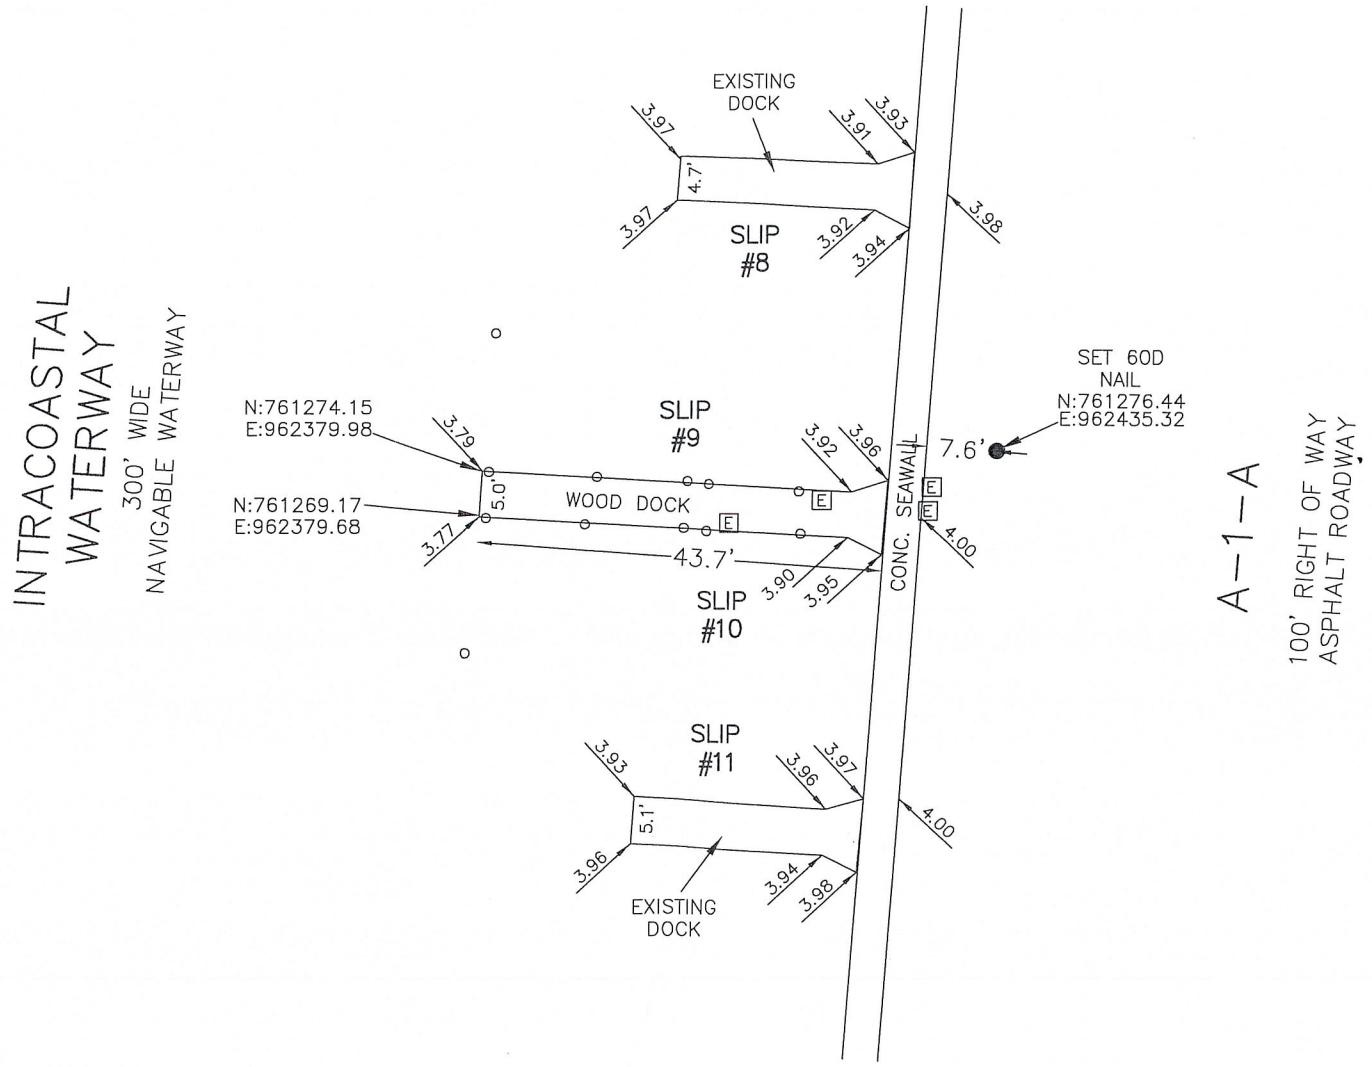 EXISTING
DOCK
3.97
3.91
3.93
4.7'
3.97
3.92
3.94
3.98
SLIP
#8
INTRACOASTAL
WATERWAY
300' WIDE
NAVIGABLE WATERWAY
SET 60D
NAIL
N:761276.44
E:962435.32
N:761274.15
E:962379.98
3.79
SLIP
#9
3.92
3.96
7.6'
5.0'
WOOD DOCK
E
E
E
E
N:761269.17
E:962379.68
3.77
43.7'
3.90
3.95
CONC. SEAWALL
4.00
A-1-A
100' RIGHT OF WAY
ASPHALT ROADWAY
SLIP
#10
SLIP
#11
3.93
3.96
3.97
5.1'
4.00
3.96
3.94
3.98
EXISTING
DOCK